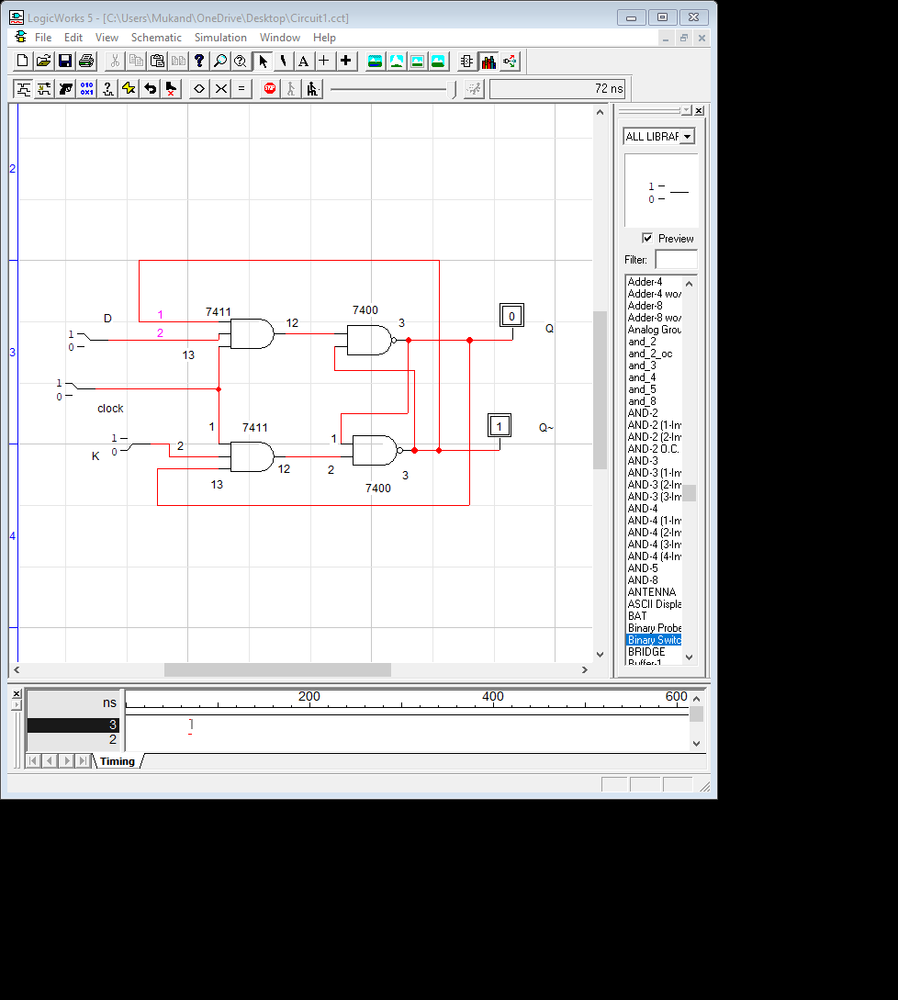 LogicWorks 5 - [C:\Users\Mukand\OneDrive\Desktop\Circuit1.cct]
File Edit View Schematic Simulation Window Help
72 ns
ALL LIBRAF
1
0
Preview
Filter:
Adder-4
Adder-4 wo/
Adder-8
Adder-8 wo/
Analog Grou
and_2
and_2_oc
and_3
and_4
and_5
and_8
AND-2
AND-2 (1-In
AND-2 (2-In
AND-2 O.C.
AND-3
AND-3 (1-In
AND-3 (2-In
AND-3 (3-In
AND-4
AND-4 (1-In
AND-4 (2-In
AND-4 (3-In
AND-4 (4-In
AND-5
AND-8
ANTENNA
ASCII Displa
BAT
Binary Probe
Binary Switc
BRIDGE
Buffer-1
2
3
4
7411
7400
D
1
12
3
0
Q
1
0
2
13
1
0
clock
1
7411
1
Q~
1
0
K
2
1
12
2
3
13
7400
ns
200
400
600
3
2
Timing